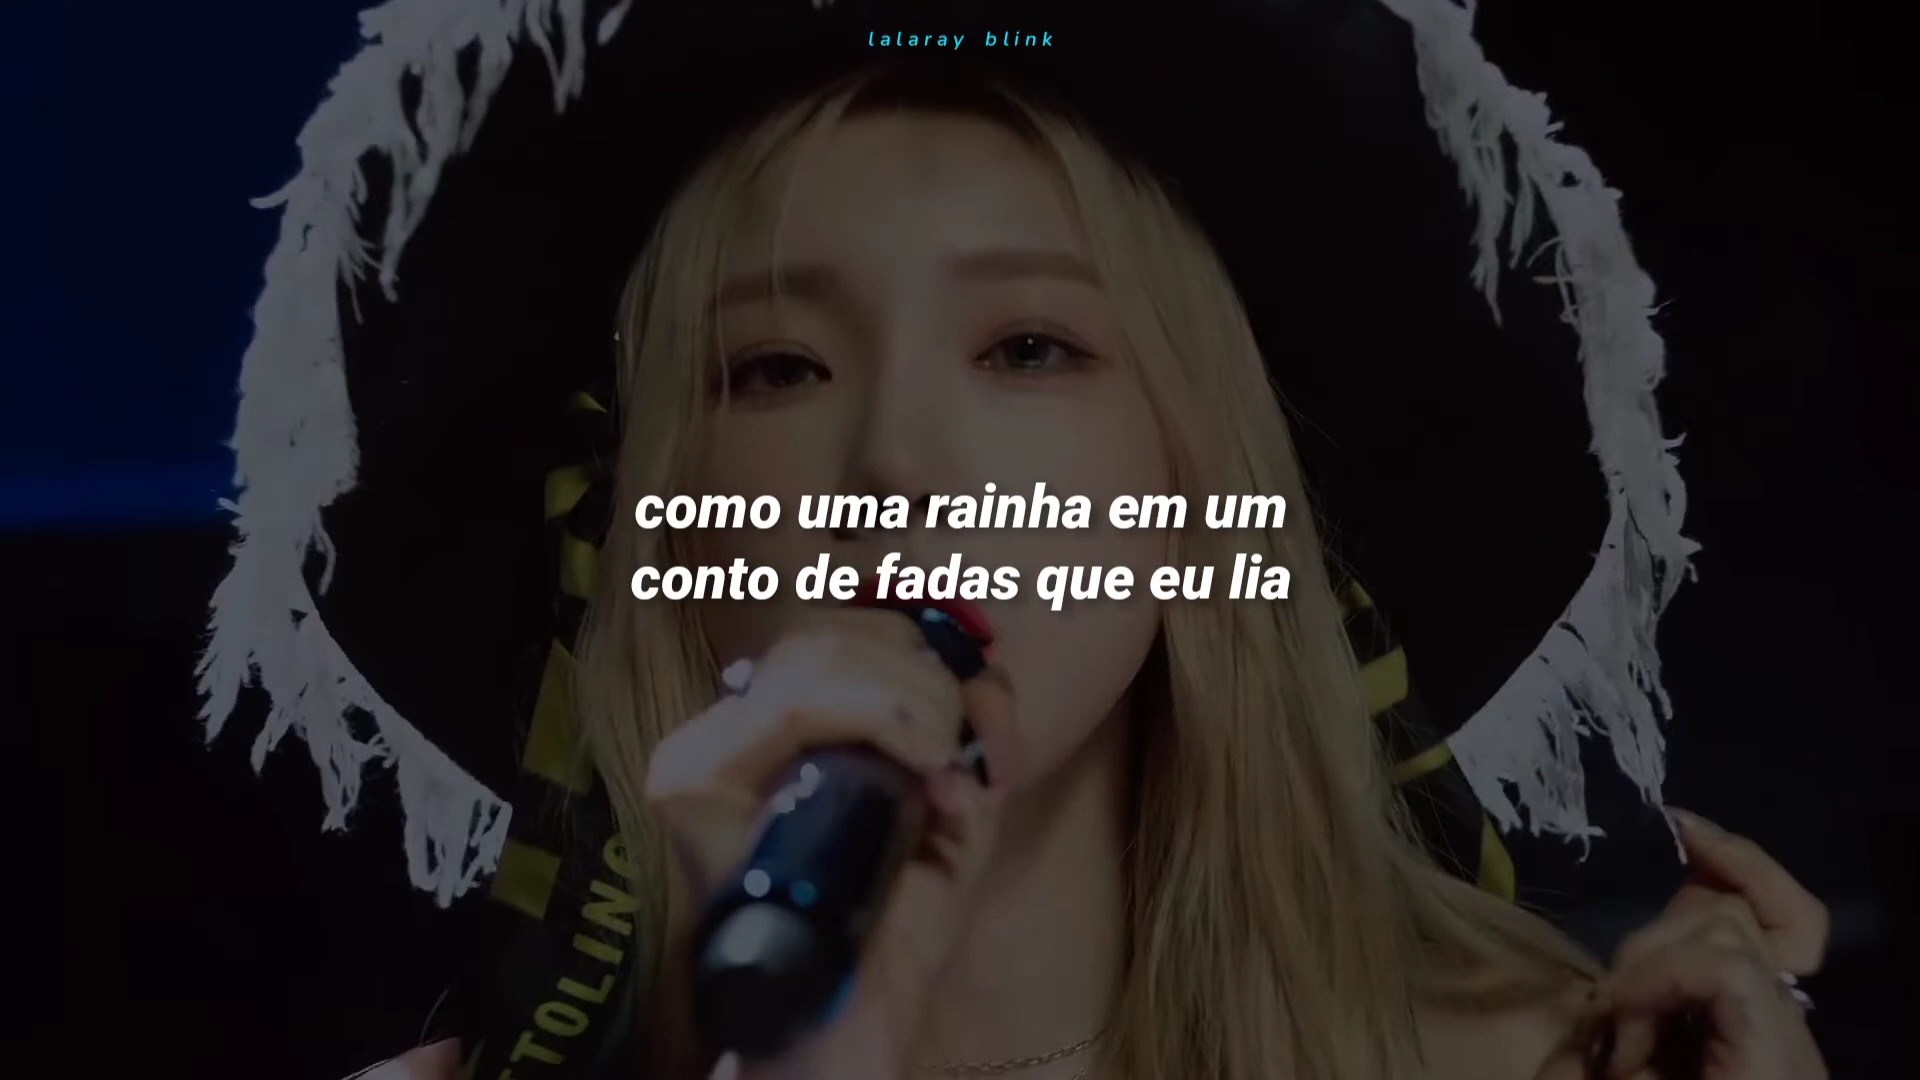 lalaray blink
como uma rainha em um
conto de fadas que eu lia